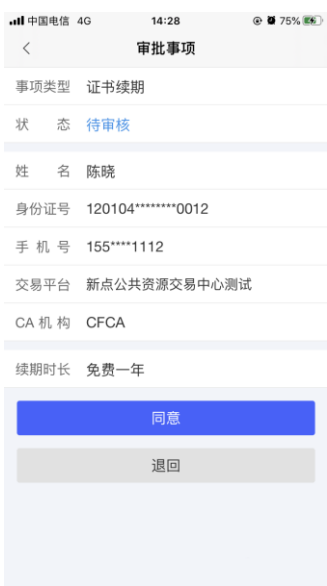 中国电信 4G 14:28 75%
审批事项
事项类型 证书续期
状 态 待审核
姓 名 陈晓
身份证号 120104********0012
手 机 号 155****1112
交易平台 新点公共资源交易中心测试
CA 机 构 CFCA
续期时长 免费一年
同意
退回